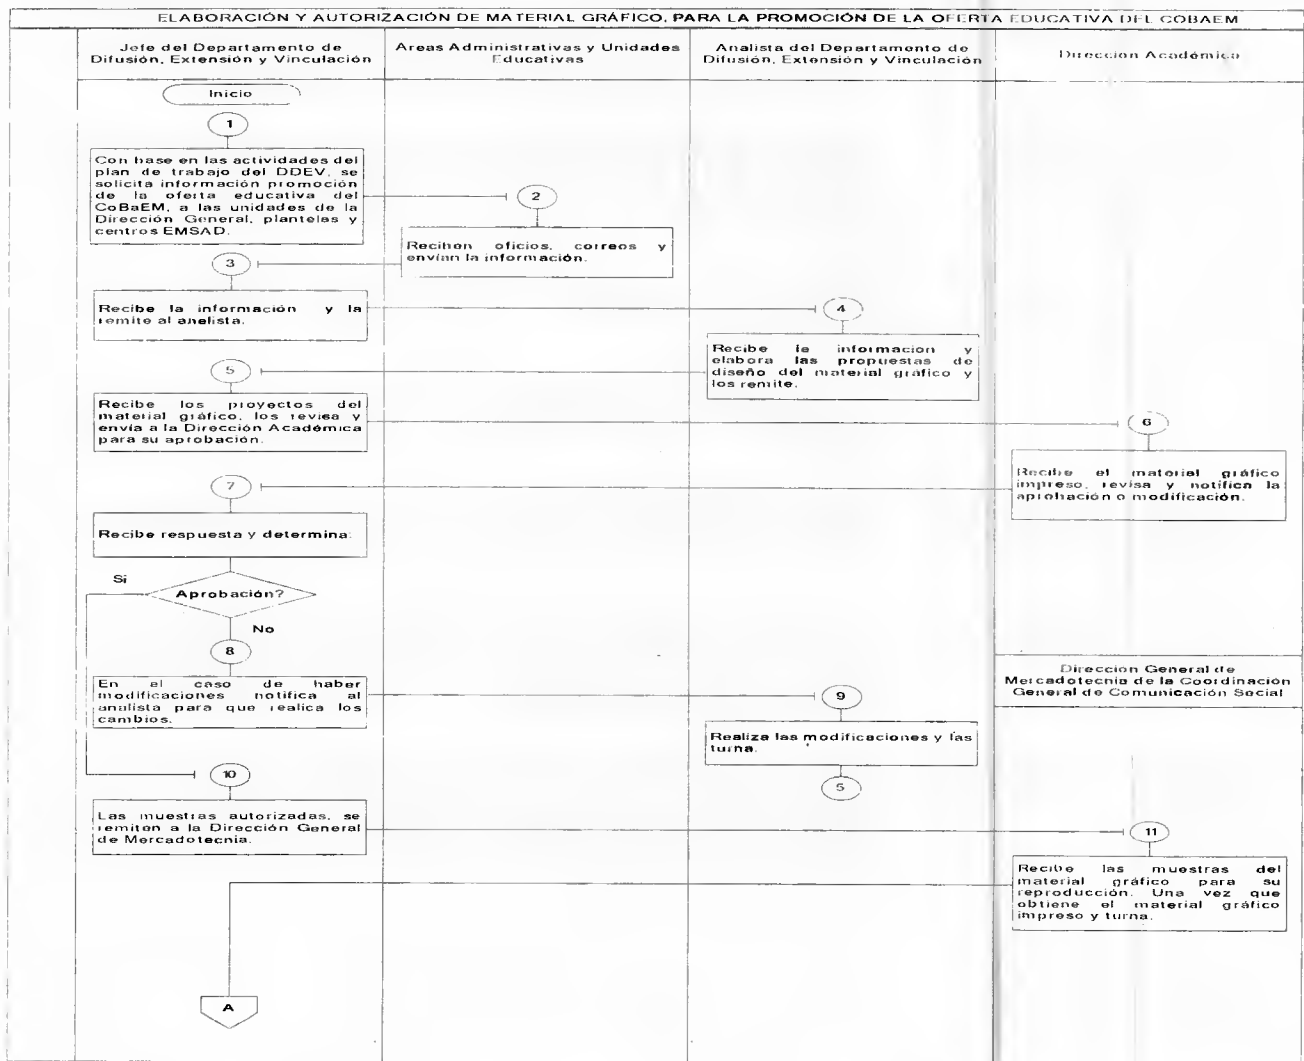 ELABORACIÓN Y AUTORIZACIÓN DE MATERIAL GRÁFICO, PARA LA PROMOCIÓN DE LA OFERTA EDUCATIVA DEL COBAEM
Jefe del Departamento de
Difusión, Extensión y Vinculación
Areas Administrativas y Unidades
Educativas
Analista del Departamento de
Difusión, Extensión y Vinculación
Dirección Académica
Inicio
1
Con base en las actividades del
plan de trabajo del DDEV, se
solicita información promoción
de la oferta educativa del
CoBaEM, a las unidades de la
Dirección General, planteles y
centros EMSAD.
2
Reciben oficios, correos y
envían la información.
3
Recibe la información y la
remite al analista.
4
Recibe la información y
elabora las propuestas de
diseño del material gráfico y
los remite.
5
Recibe los proyectos del
material gráfico, los revisa y
envía a la Dirección Académica
para su aprobación.
6
Recibe el material gráfico
impreso, revisa y notifica la
aprobación o modificación.
7
Recibe respuesta y determina.
Si
Aprobación?
No
8
En el caso de haber
modificaciones notifica al
analista para que realica los
cambios.
Dirección General de
Mercadotecnia de la Coordinación
General de Comunicación Social
9
Realiza las modificaciones y las
turna.
5
10
Las muestras autorizadas, se
remiten a la Dirección General
de Mercadotecnia.
11
Recibe las muestras del
material gráfico para su
reproducción. Una vez que
obtiene el material gráfico
impreso y turna.
A